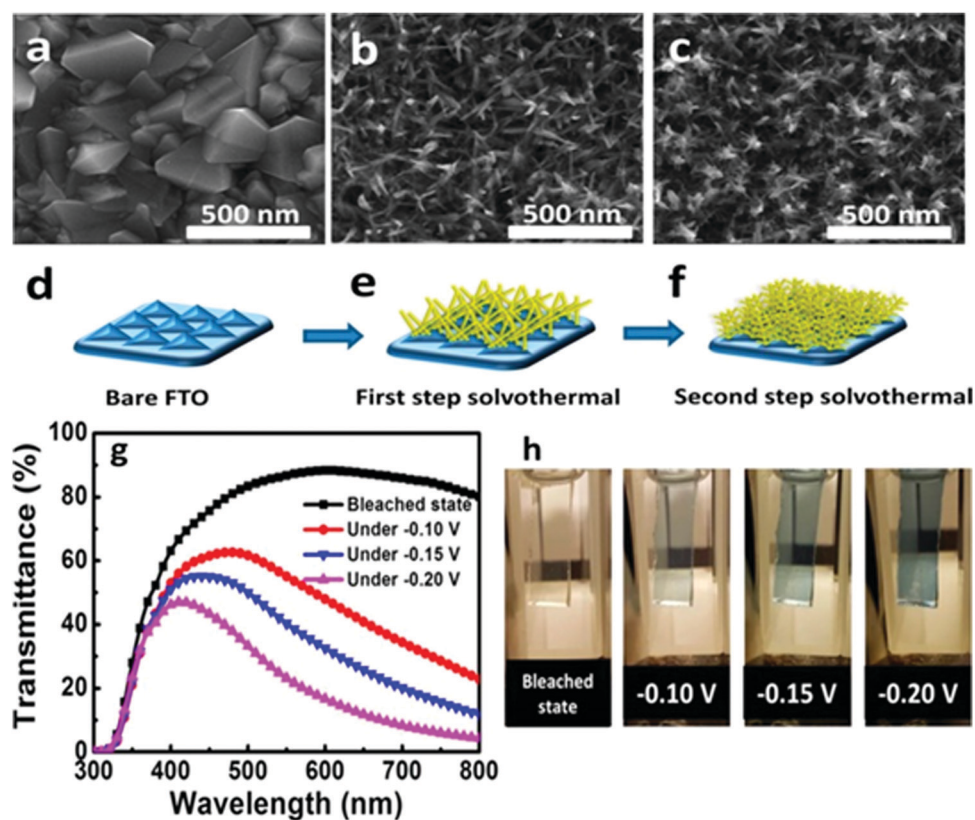 a
500 nm
b
500 nm
c
500 nm
d
Bare FTO
e
First step solvothermal
f
Second step solvothermal
g
Transmittance (%)
100
80
60
40
20
0
300 400 500 600 700 800
Wavelength (nm)
Bleached state
Under -0.10 V
Under -0.15 V
Under -0.20 V
h
Bleached
state
-0.10 V
-0.15 V
-0.20 V